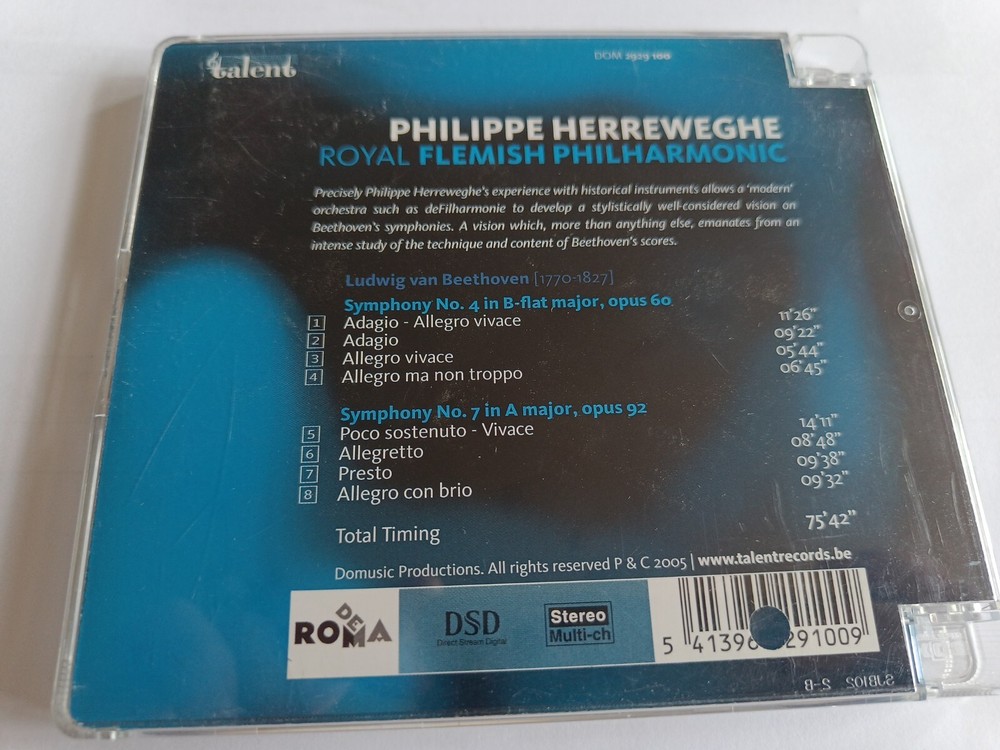 talent
DOM 2929 100
PHILIPPE HERREWEGHE
ROYAL FLEMISH PHILHARMONIC
Precisely Philippe Herreweghe's experience with historical instruments allows a 'modern'
orchestra such as deFilharmonie to develop a stylistically well-considered vision on
Beethoven's symphonies. A vision which, more than anything else, emanates from an
intense study of the technique and content of Beethoven's scores.
Ludwig van Beethoven [1770-1827]
Symphony No. 4 in B-flat major, opus 60
1 Adagio - Allegro vivace 11'26"
2 Adagio 09'22"
3 Allegro vivace 05'44"
4 Allegro ma non troppo 06'45"
Symphony No. 7 in A major, opus 92
5 Poco sostenuto - Vivace 14'11"
6 Allegretto 08'48"
7 Presto 09'38"
8 Allegro con brio 09'32"
Total Timing 75'42"
Domusic Productions. All rights reserved P & C 2005 | www.talentrecords.be
DE ROMA
DSD
Direct Stream Digital
Stereo
Multi-ch
5 41396 291009